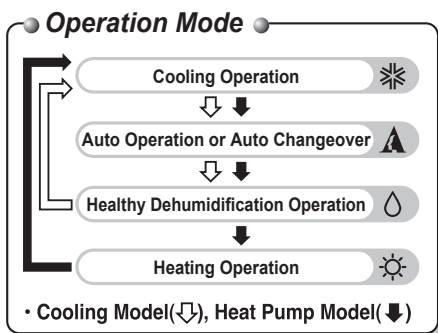 Operation Mode
Cooling Operation
Auto Operation or Auto Changeover
Healthy Dehumidification Operation
Heating Operation
• Cooling Model(⇩), Heat Pump Model(⬇)